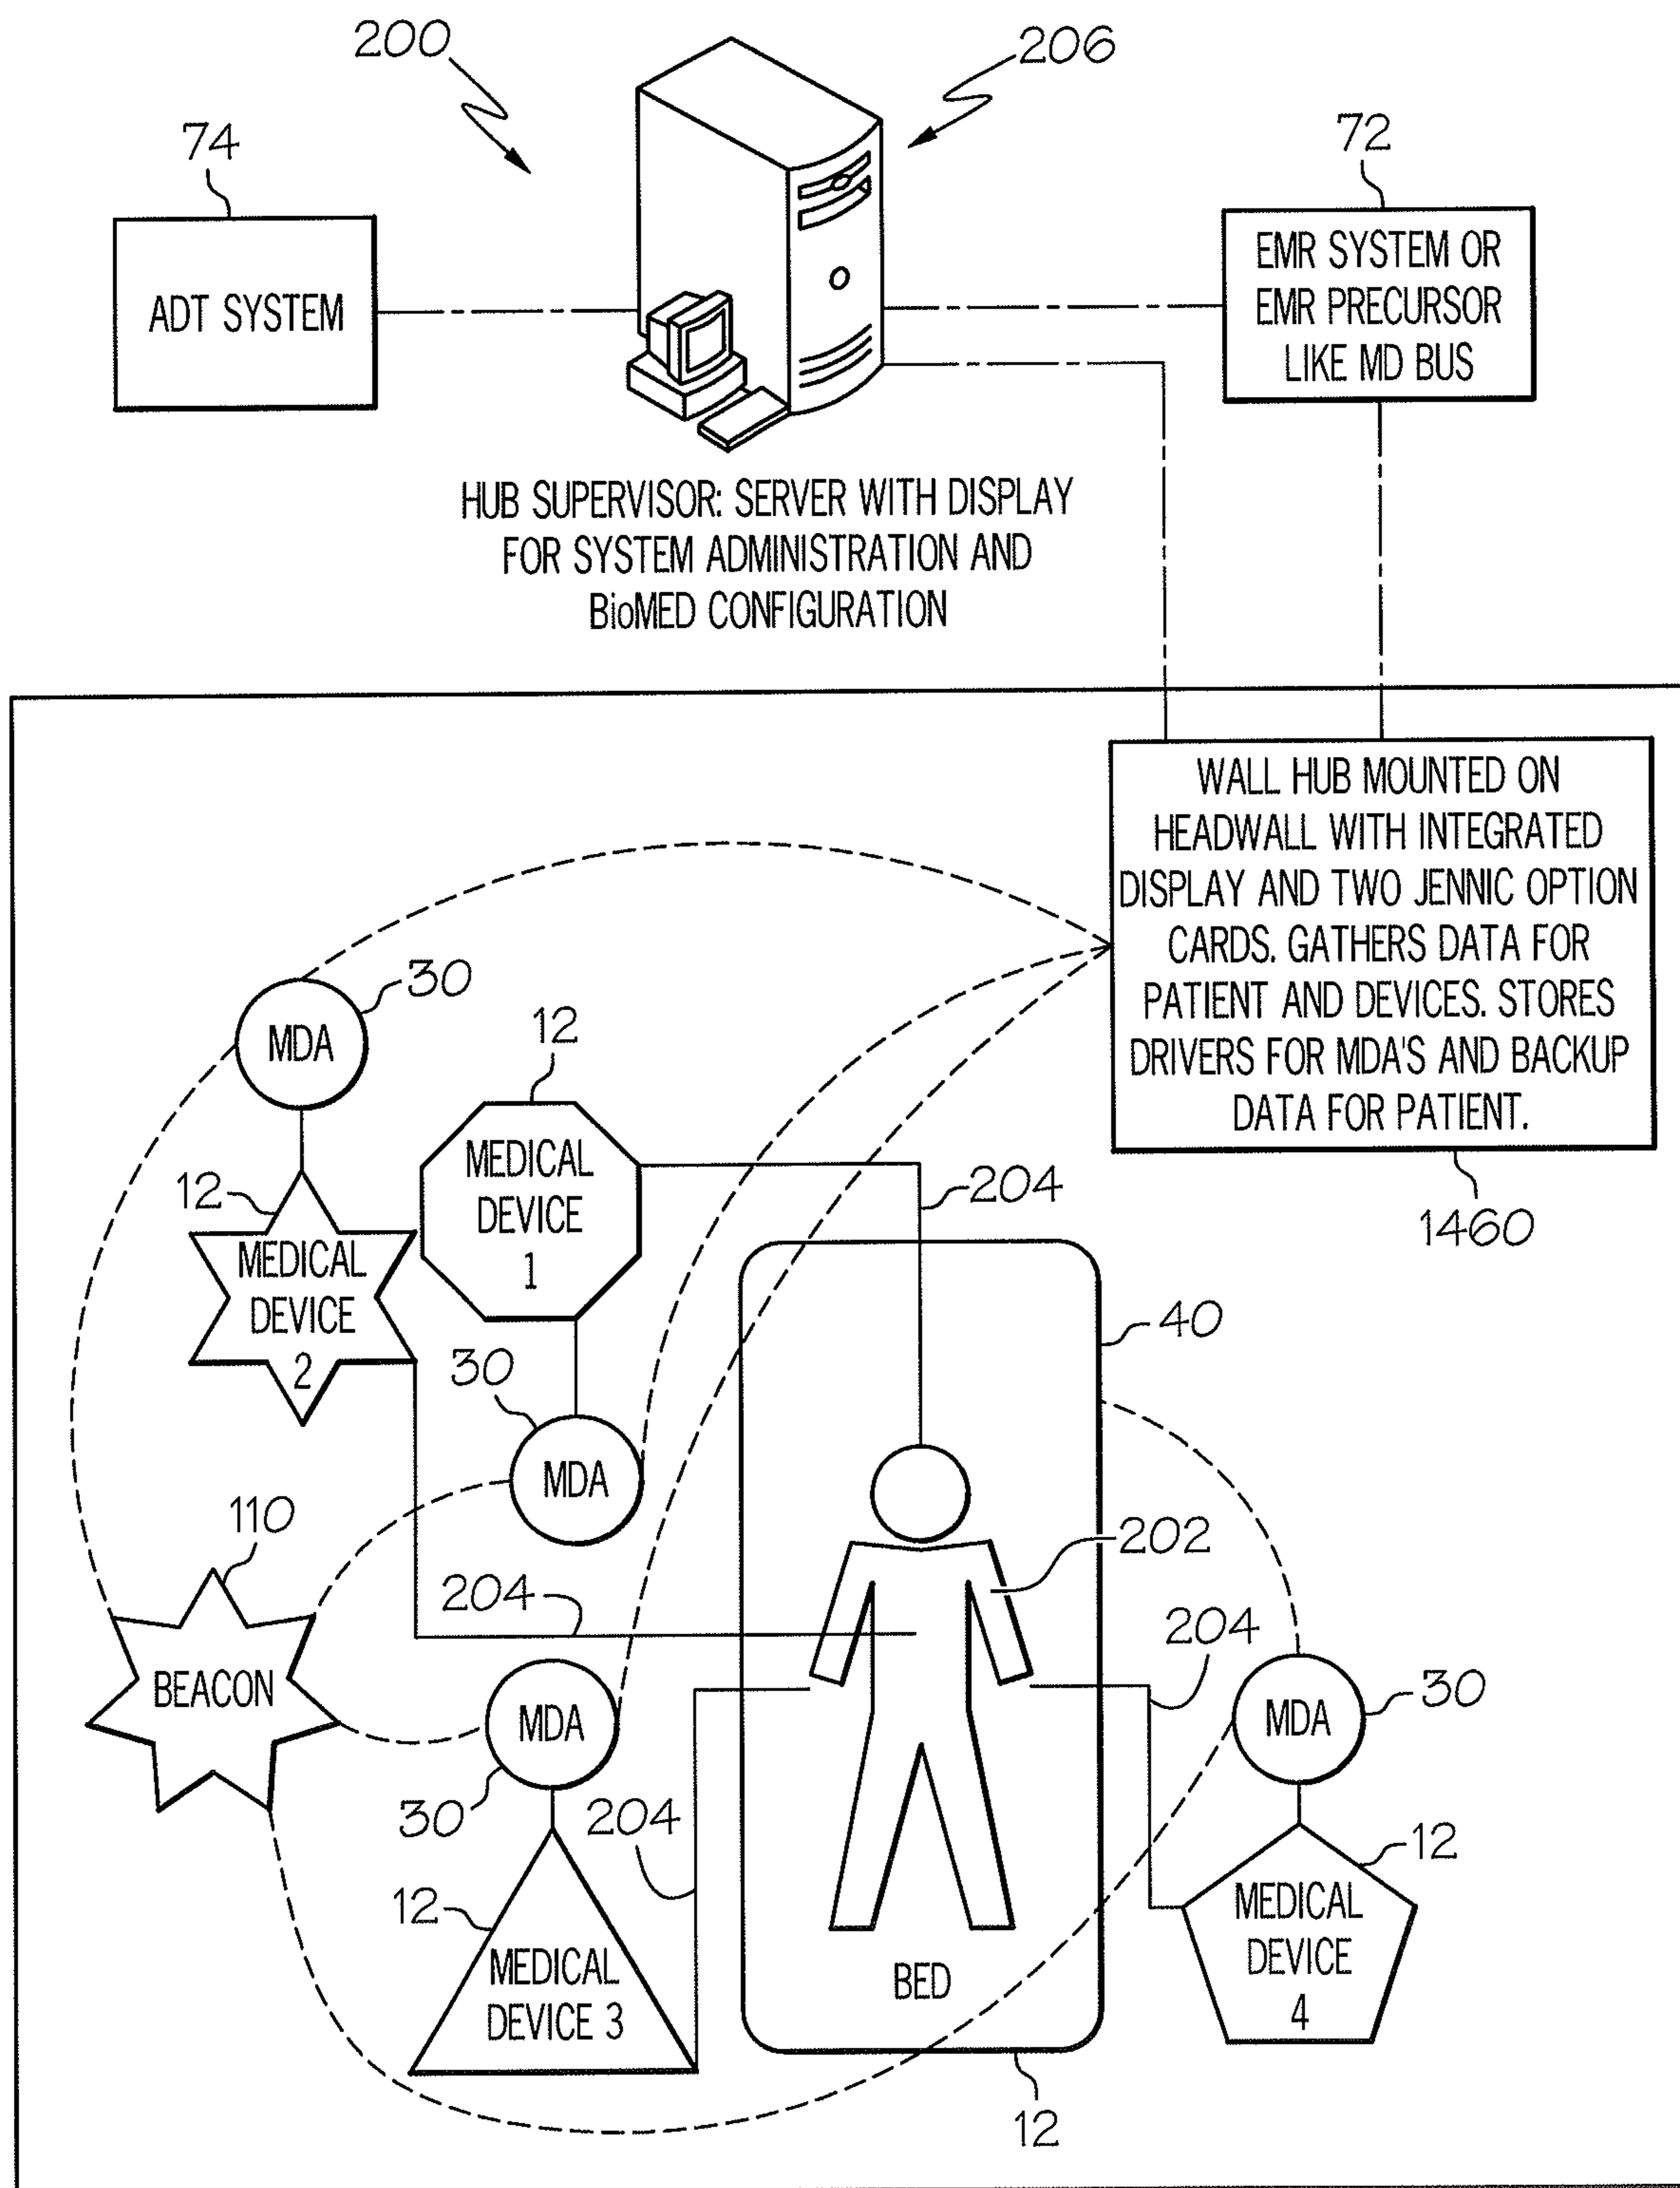 200
206
74
72
ADT SYSTEM
EMR SYSTEM OR
EMR PRECURSOR
LIKE MD BUS
HUB SUPERVISOR: SERVER WITH DISPLAY
FOR SYSTEM ADMINISTRATION AND
BioMED CONFIGURATION
WALL HUB MOUNTED ON
HEADWALL WITH INTEGRATED
DISPLAY AND TWO JENNIC OPTION
CARDS. GATHERS DATA FOR
PATIENT AND DEVICES. STORES
DRIVERS FOR MDA'S AND BACKUP
DATA FOR PATIENT.
1460
30
MDA
12
MEDICAL
DEVICE
1
204
12
MEDICAL
DEVICE
2
40
30
MDA
110
202
204
BEACON
204
MDA
30
MDA
30
204
12
12
MEDICAL
DEVICE 3
MEDICAL
DEVICE
4
BED
12